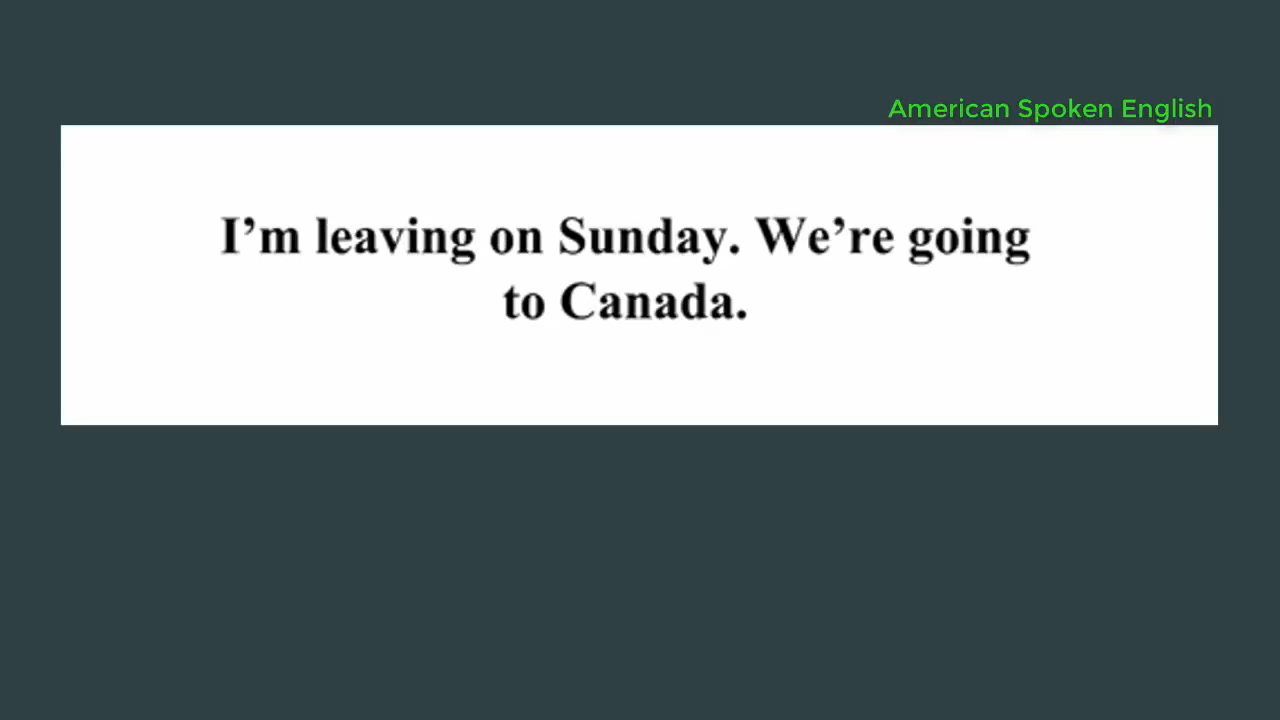 American Spoken English
I’m leaving on Sunday. We’re going
to Canada.